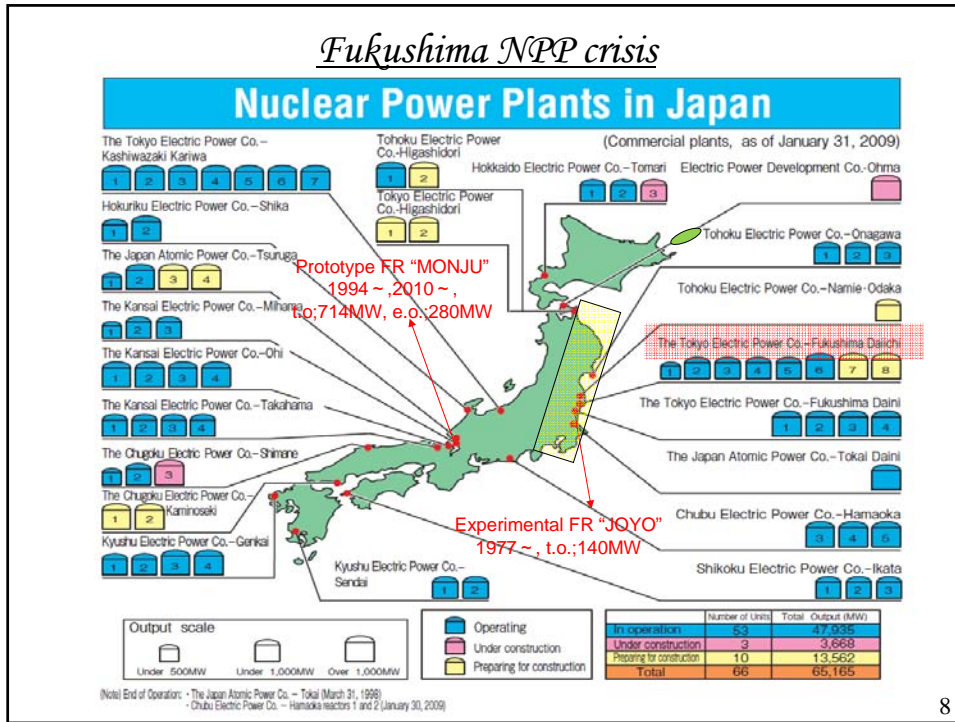 Fukushima NPP crisis
Nuclear Power Plants in Japan
(Commercial plants, as of January 31, 2009)
The Tokyo Electric Power Co.–
Kashiwazaki Kariwa
1 2 3 4 5 6 7
Hokuriku Electric Power Co.–Shika
1 2
The Japan Atomic Power Co.–Tsuruga
1 2 3 4
The Kansai Electric Power Co.–Mihama
1 2 3
The Kansai Electric Power Co.–Ohi
1 2 3 4
The Kansai Electric Power Co.–Takahama
1 2 3 4
The Chugoku Electric Power Co.–Shimane
1 2 3
The Chugoku Electric Power Co.–
Kaminoseki
1 2
Kyushu Electric Power Co.–Genkai
1 2 3 4
Kyushu Electric Power Co.–
Sendai
1 2
Tohoku Electric Power
Co.-Higashidori
1 2
Tokyo Electric Power
Co.-Higashidori
1 2
Hokkaido Electric Power Co.–Tomari
1 2 3
Electric Power Development Co.-Ohma
Tohoku Electric Power Co.–Onagawa
1 2 3
Tohoku Electric Power Co.–Namie-Odaka
The Tokyo Electric Power Co.–Fukushima Daiichi
1 2 3 4 5 6 7 8
The Tokyo Electric Power Co.–Fukushima Daini
1 2 3 4
The Japan Atomic Power Co.–Tokai Daini
Chubu Electric Power Co.–Hamaoka
3 4 5
Shikoku Electric Power Co.–Ikata
1 2 3
Prototype FR “MONJU”
1994～,2010～,
t.o;714MW, e.o.;280MW
Experimental FR “JOYO”
1977～, t.o.;140MW
Output scale
Under 500MW Under 1,000MW Over 1,000MW
Operating
Under construction
Preparing for construction
Number of Units Total Output (MW)
In operation 53 47,935
Under construction 3 3,668
Preparing for construction 10 13,562
Total 66 65,165
(Note) End of Operation: • The Japan Atomic Power Co. – Tokai (March 31, 1998)
• Chubu Electric Power Co. – Hamaoka reactors 1 and 2 (January 30, 2009)
8